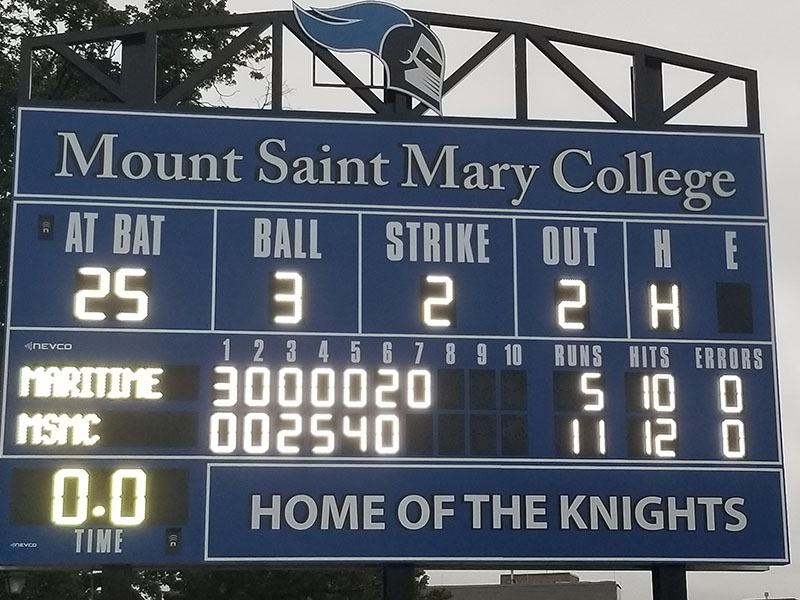 Mount Saint Mary College
AT BAT BALL STRIKE OUT H E
25 3 2 2 H
NEVCO
1 2 3 4 5 6 7 8 9 10 RUNS HITS ERRORS
MARITIME 3 0 0 0 0 2 0 5 10 0
MSMC 0 0 2 5 4 0 11 12 0
0.0
TIME
NEVCO
HOME OF THE KNIGHTS